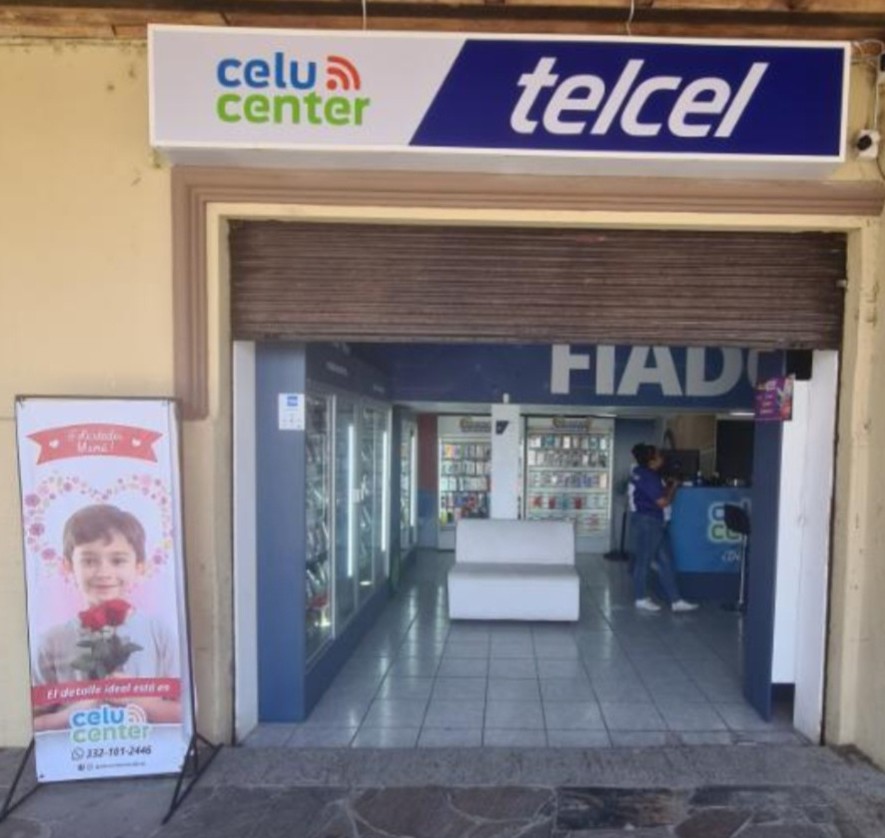 celu
center
telcel
FIADO
Felicidades
Mamá!
El detalle ideal está en
celu
center
332-101-2446